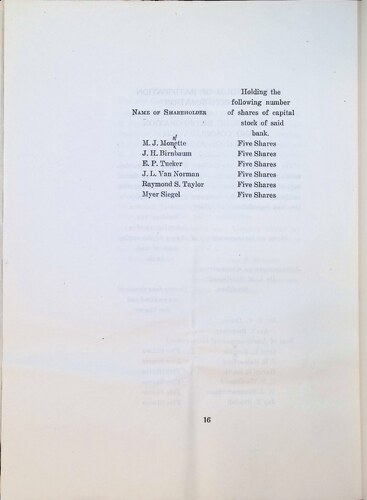 Holding the
following number
NAME OF SHAREHOLDER of shares of capital
stock of said
bank.
M. J. Monette Five Shares
J. H. Birnbaum Five Shares
E. P. Tucker Five Shares
J. L. Van Norman Five Shares
Raymond S. Taylor Five Shares
Myer Siegel Five Shares
16